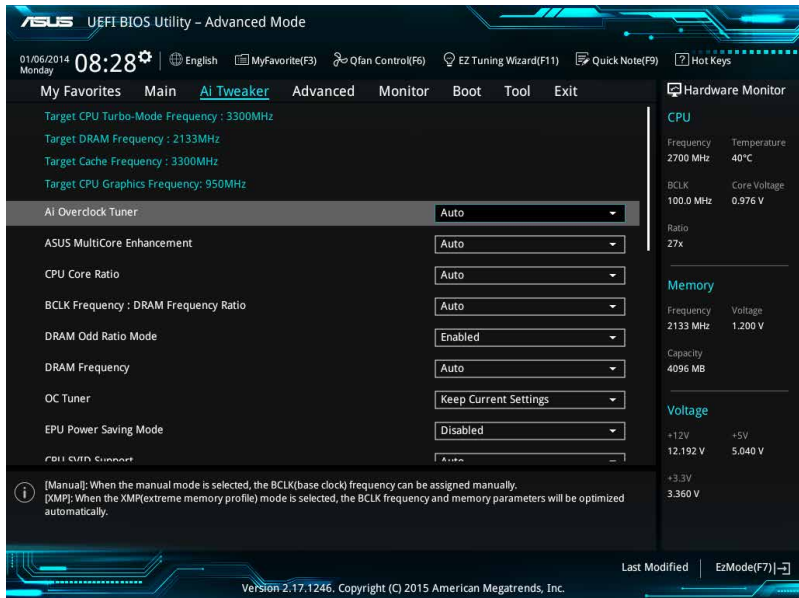 ASUS UEFI BIOS Utility – Advanced Mode
01/06/2014
Monday
08:28
English
MyFavorite(F3)
Qfan Control(F6)
EZ Tuning Wizard(F11)
Quick Note(F9)
? Hot Keys
My Favorites
Main
Ai Tweaker
Advanced
Monitor
Boot
Tool
Exit
Target CPU Turbo-Mode Frequency : 3300MHz
Target DRAM Frequency : 2133MHz
Target Cache Frequency : 3300MHz
Target CPU Graphics Frequency: 950MHz
Ai Overclock Tuner Auto
ASUS MultiCore Enhancement Auto
CPU Core Ratio Auto
BCLK Frequency : DRAM Frequency Ratio Auto
DRAM Odd Ratio Mode Enabled
DRAM Frequency Auto
OC Tuner Keep Current Settings
EPU Power Saving Mode Disabled
CPU SVID Support Auto
[Manual]: When the manual mode is selected, the BCLK(base clock) frequency can be assigned manually.
[XMP]: When the XMP(extreme memory profile) mode is selected, the BCLK frequency and memory parameters will be optimized
automatically.
Hardware Monitor
CPU
Frequency Temperature
2700 MHz 40°C
BCLK Core Voltage
100.0 MHz 0.976 V
Ratio
27x
Memory
Frequency Voltage
2133 MHz 1.200 V
Capacity
4096 MB
Voltage
+12V +5V
12.192 V 5.040 V
+3.3V
3.360 V
Last Modified
EzMode(F7)
Version 2.17.1246. Copyright (C) 2015 American Megatrends, Inc.